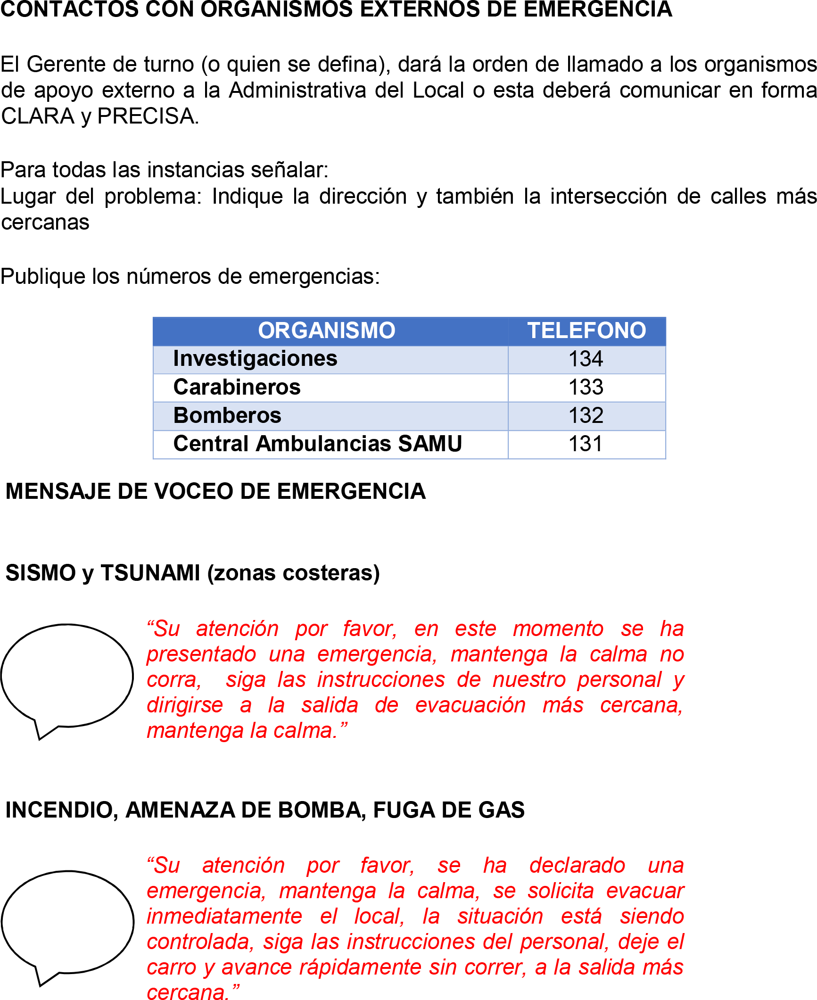 CONTACTOS CON ORGANISMOS EXTERNOS DE EMERGENCIA
El Gerente de turno (o quien se defina), dará la orden de llamado a los organismos
de apoyo externo a la Administrativa del Local o esta deberá comunicar en forma
CLARA y PRECISA.
Para todas las instancias señalar:
Lugar del problema: Indique la dirección y también la intersección de calles más
cercanas
Publique los números de emergencias:
ORGANISMO TELEFONO
Investigaciones 134
Carabineros 133
Bomberos 132
Central Ambulancias SAMU 131
MENSAJE DE VOCEO DE EMERGENCIA
SISMO y TSUNAMI (zonas costeras)
“Su atención por favor, en este momento se ha
presentado una emergencia, mantenga la calma no
corra, siga las instrucciones de nuestro personal y
dirigirse a la salida de evacuación más cercana,
mantenga la calma.”
INCENDIO, AMENAZA DE BOMBA, FUGA DE GAS
“Su atención por favor, se ha declarado una
emergencia, mantenga la calma, se solicita evacuar
inmediatamente el local, la situación está siendo
controlada, siga las instrucciones del personal, deje el
carro y avance rápidamente sin correr, a la salida más
cercana.”